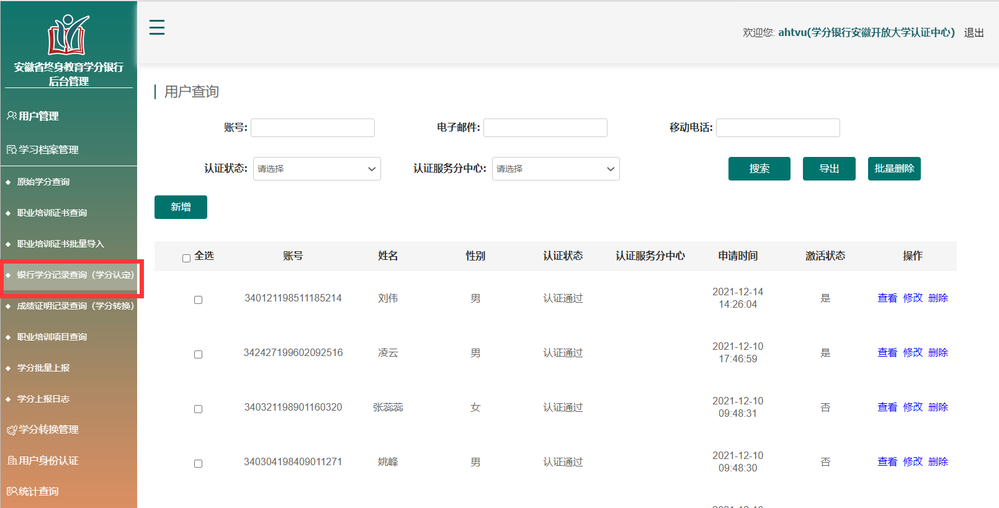 安徽省终身教育学分银行
后台管理
用户管理
学习档案管理
原始学分查询
职业培训证书查询
职业培训证书批量导入
银行学分记录查询（学分认定）
成绩证明记录查询（学分转换）
职业培训项目查询
学分批量上报
学分上报日志
学分转换管理
用户身份认证
统计查询
欢迎您: ahtvu(学分银行安徽开放大学认证中心) 退出
用户查询
账号: 电子邮件: 移动电话:
认证状态: 请选择 认证服务分中心: 请选择 搜索 导出 批量删除
新增
全选 账号 姓名 性别 认证状态 认证服务分中心 申请时间 激活状态 操作
340121198511185214 刘伟 男 认证通过 2021-12-14 14:26:04 是 查看 修改 删除
342427199602092516 凌云 男 认证通过 2021-12-10 17:46:59 是 查看 修改 删除
340321198901160320 张蕊蕊 女 认证通过 2021-12-10 09:48:31 否 查看 修改 删除
340304198409011271 姚峰 男 认证通过 2021-12-10 09:48:30 否 查看 修改 删除